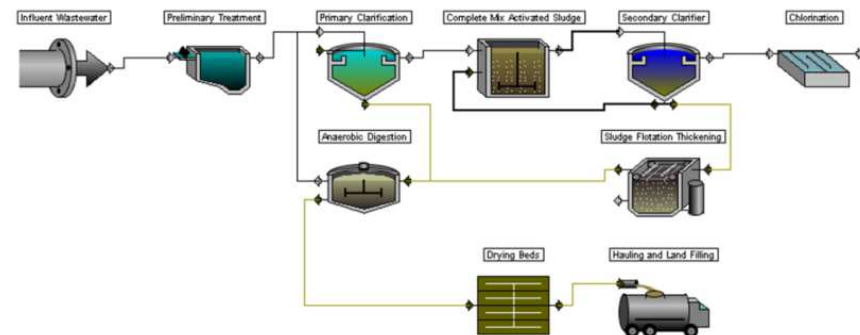 Influent Wastewater
Preliminary Treatment
Primary Clarification
Complete Mix Activated Sludge
Secondary Clarifier
Chlorination
Anaerobic Digestion
Sludge Flotation Thickening
Drying Beds
Hauling and Land Filling